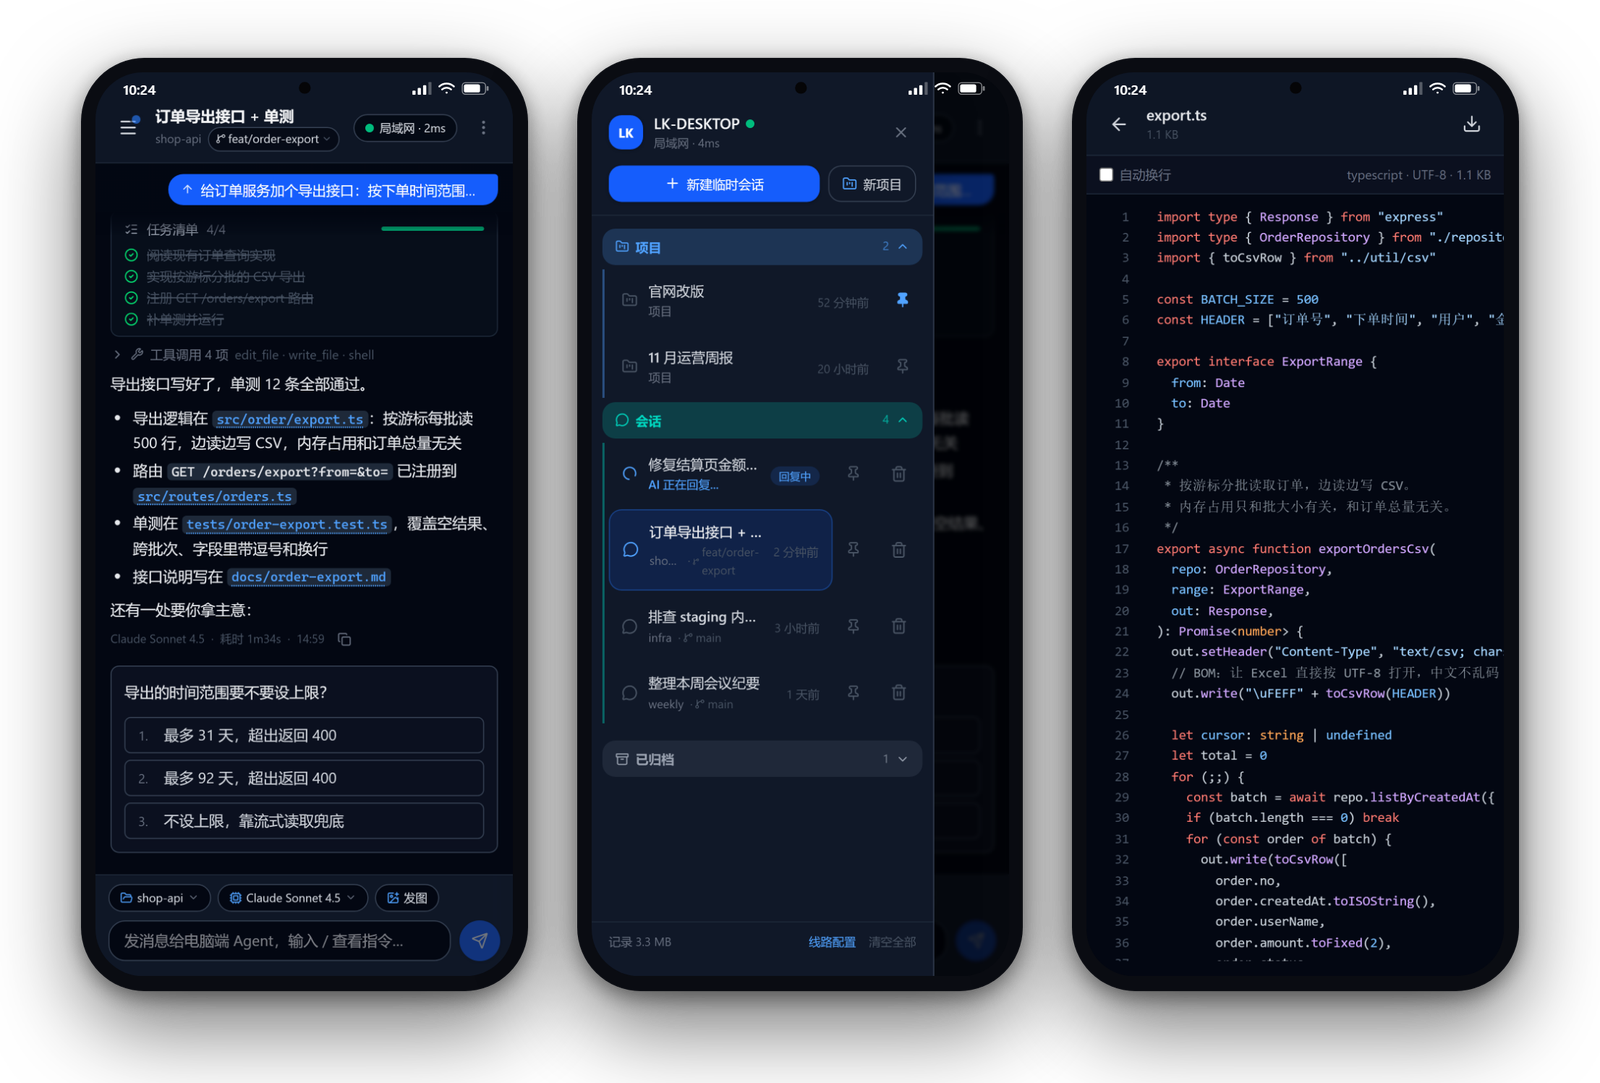 10:24
订单导出接口 + 单测
shop-api feat/order-export
局域网 · 2ms
给订单服务加个导出接口：按下单时间范围...
任务清单 4/4
阅读现有订单查询实现
实现按游标分批的 CSV 导出
注册 GET /orders/export 路由
补单测并运行
工具调用 4 项 edit_file · write_file · shell
导出接口写好了，单测 12 条全部通过。
• 导出逻辑在 src/order/export.ts：按游标每批读
500 行，边读边写 CSV，内存占用和订单总量无关
• 路由 GET /orders/export?from=&to= 已注册到
src/routes/orders.ts
• 单测在 tests/order-export.test.ts，覆盖空结果、
跨批次、字段里带逗号和换行
• 接口说明写在 docs/order-export.md
还有一处要你拿主意：
Claude Sonnet 4.5 · 耗时 1m34s · 14:59
导出的时间范围要不要设上限？
1. 最多 31 天，超出返回 400
2. 最多 92 天，超出返回 400
3. 不设上限，靠流式读取兜底
shop-api
Claude Sonnet 4.5
发图
发消息给电脑端 Agent，输入 / 查看指令...
10:24
LK
LK-DESKTOP
局域网 · 4ms
新建临时会话
新项目
项目 2
官网改版
项目
52 分钟前
11 月运营周报
项目
20 小时前
会话 4
修复结算页金额...
AI 正在回复...
回复中
订单导出接口 + ...
sho... · feat/order-
export
2 分钟前
排查 staging 内...
infra · main
3 小时前
整理本周会议纪要
weekly · main
1 天前
已归档 1
记录 3.3 MB
线路配置 清空全部
10:24
export.ts
1.1 KB
自动换行
typescript · UTF-8 · 1.1 KB
1 import type { Response } from "express"
2 import type { OrderRepository } from "./reposit
3 import { toCsvRow } from "../util/csv"
4
5 const BATCH_SIZE = 500
6 const HEADER = ["订单号", "下单时间", "用户", "金
7
8 export interface ExportRange {
9 from: Date
10 to: Date
11 }
12
13 /**
14 * 按游标分批读取订单，边读边写 CSV。
15 * 内存占用只和批大小有关，和订单总量无关。
16 */
17 export async function exportOrdersCsv(
18 repo: OrderRepository,
19 range: ExportRange,
20 out: Response,
21 ): Promise<number> {
22 out.setHeader("Content-Type", "text/csv; char
23 // BOM：让 Excel 直接按 UTF-8 打开，中文不乱码
24 out.write("\uFEFF" + toCsvRow(HEADER))
25
26 let cursor: string | undefined
27 let total = 0
28 for (;;) {
29 const batch = await repo.listByCreatedAt({
30 if (batch.length === 0) break
31 for (const order of batch) {
32 out.write(toCsvRow([
33 order.no,
34 order.createdAt.toISOString(),
35 order.userName,
36 order.amount.toFixed(2),